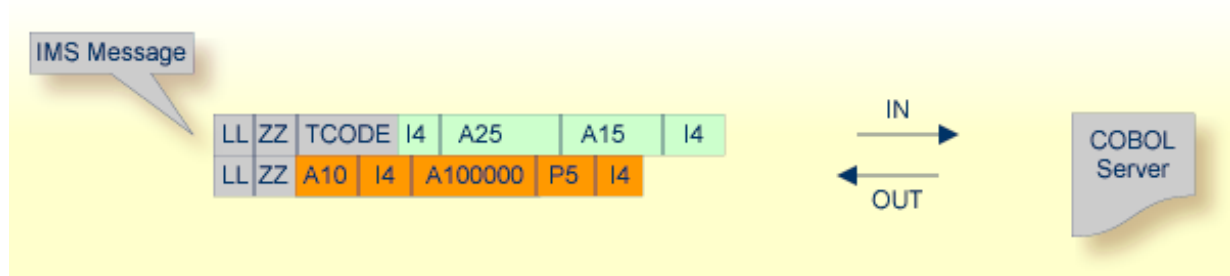 IMS Message
LL ZZ TCODE I4 A25 A15 I4
LL ZZ A10 I4 A100000 P5 I4
IN
OUT
COBOL
Server